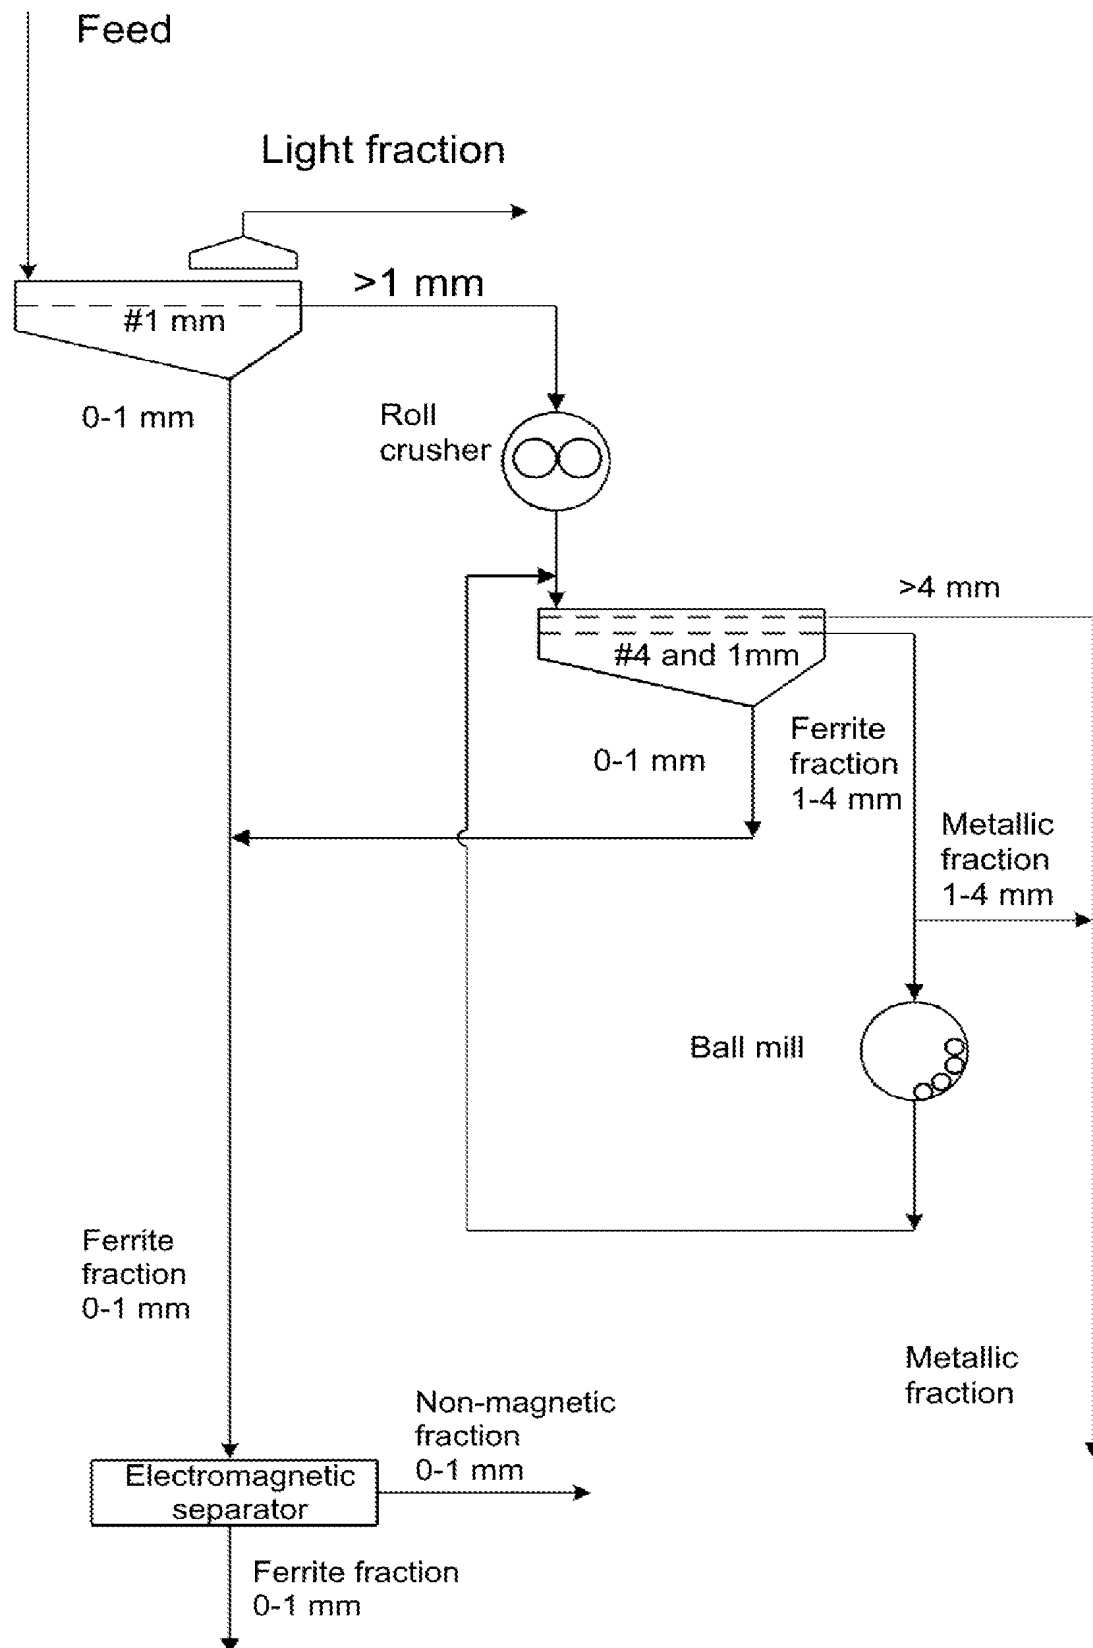 Feed
Light fraction
>1 mm
#1 mm
0-1 mm
Roll
crusher
>4 mm
#4 and 1mm
0-1 mm
Ferrite
fraction
1-4 mm
Metallic
fraction
1-4 mm
Ball mill
Ferrite
fraction
0-1 mm
Metallic
fraction
Non-magnetic
fraction
0-1 mm
Electromagnetic
separator
Ferrite fraction
0-1 mm